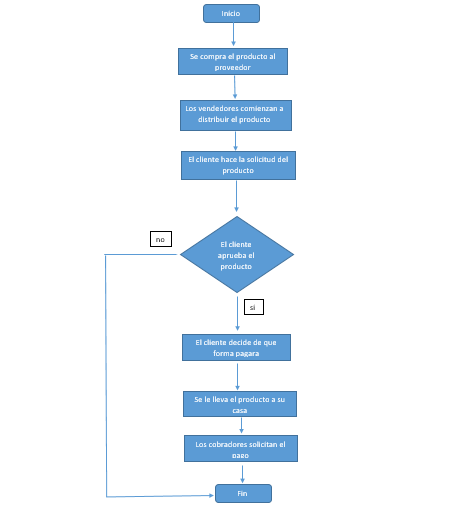 Inicio
Se compra el producto al
proveedor
Los vendedores comienzan a
distribuir el producto
El cliente hace la solicitud del
producto
no
El cliente
aprueba el
producto
si
El cliente decide de que
forma pagara
Se le lleva el producto a su
casa
Los cobradores solicitan el
pago
Fin